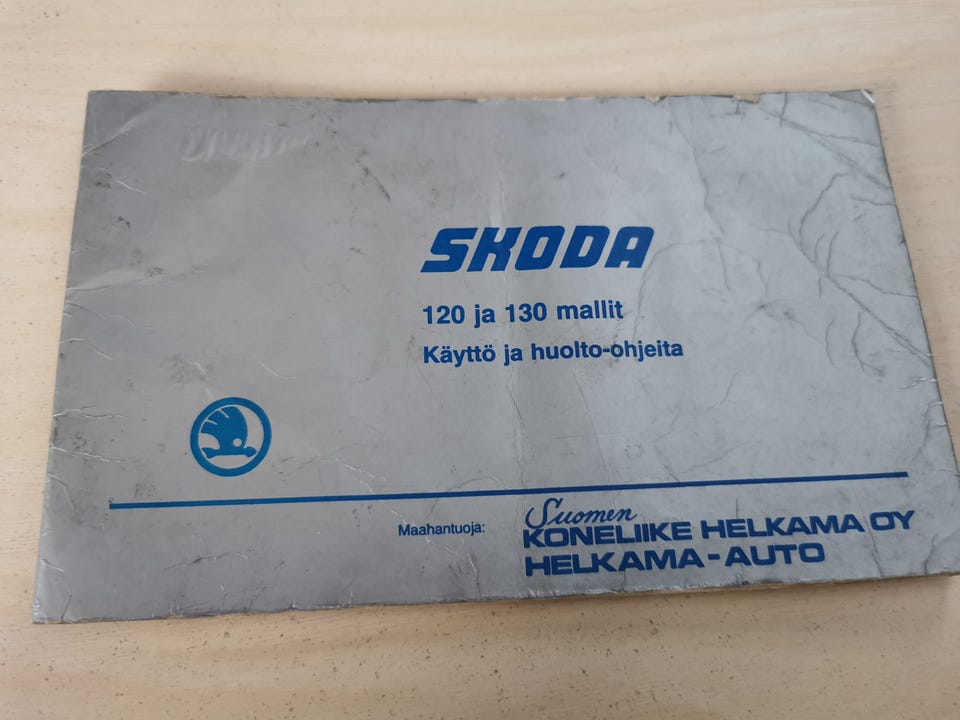 SKODA
120 ja 130 mallit
Käyttö ja huolto-ohjeita
Maahantuoja:
Suomen
KONELIIKE HELKAMA OY
HELKAMA-AUTO